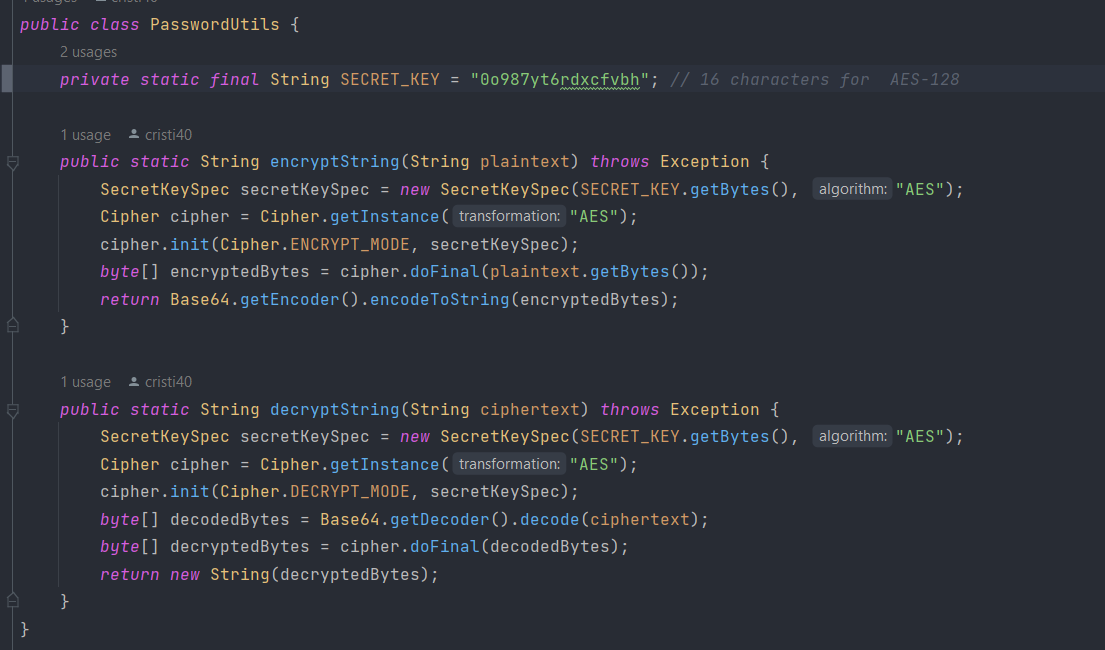 public class PasswordUtils {
2 usages
private static final String SECRET_KEY = "0o987yt6rdxcfvbh"; // 16 characters for  AES-128
1 usage cristi40
public static String encryptString(String plaintext) throws Exception {
SecretKeySpec secretKeySpec = new SecretKeySpec(SECRET_KEY.getBytes(), algorithm: "AES");
Cipher cipher = Cipher.getInstance( transformation: "AES");
cipher.init(Cipher.ENCRYPT_MODE, secretKeySpec);
byte[] encryptedBytes = cipher.doFinal(plaintext.getBytes());
return Base64.getEncoder().encodeToString(encryptedBytes);
}
1 usage cristi40
public static String decryptString(String ciphertext) throws Exception {
SecretKeySpec secretKeySpec = new SecretKeySpec(SECRET_KEY.getBytes(), algorithm: "AES");
Cipher cipher = Cipher.getInstance( transformation: "AES");
cipher.init(Cipher.DECRYPT_MODE, secretKeySpec);
byte[] decodedBytes = Base64.getDecoder().decode(ciphertext);
byte[] decryptedBytes = cipher.doFinal(decodedBytes);
return new String(decryptedBytes);
}
}